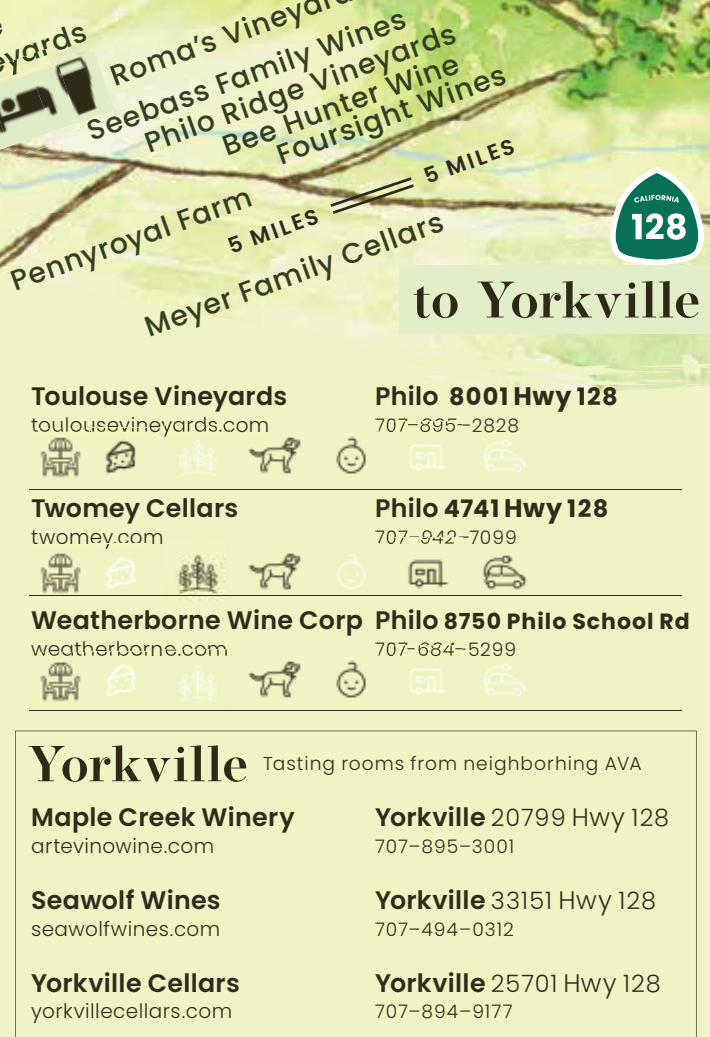 eyards
Roma's Vineyard
Seebass Family Wines
Philo Ridge Vineyards
Bee Hunter Wine
Foursight Wines
5 MILES
5 MILES
Pennyroyal Farm
Meyer Family Cellars
CALIFORNIA
128
to Yorkville
Toulouse Vineyards Philo 8001 Hwy 128
toulousevineyards.com 707-895-2828
Twomey Cellars Philo 4741 Hwy 128
twomey.com 707-942-7099
Weatherborne Wine Corp Philo 8750 Philo School Rd
weatherborne.com 707-684-5299
Yorkville Tasting rooms from neighborhing AVA
Maple Creek Winery Yorkville 20799 Hwy 128
artevinowine.com 707-895-3001
Seawolf Wines Yorkville 33151 Hwy 128
seawolfwines.com 707-494-0312
Yorkville Cellars Yorkville 25701 Hwy 128
yorkvillecellars.com 707-894-9177